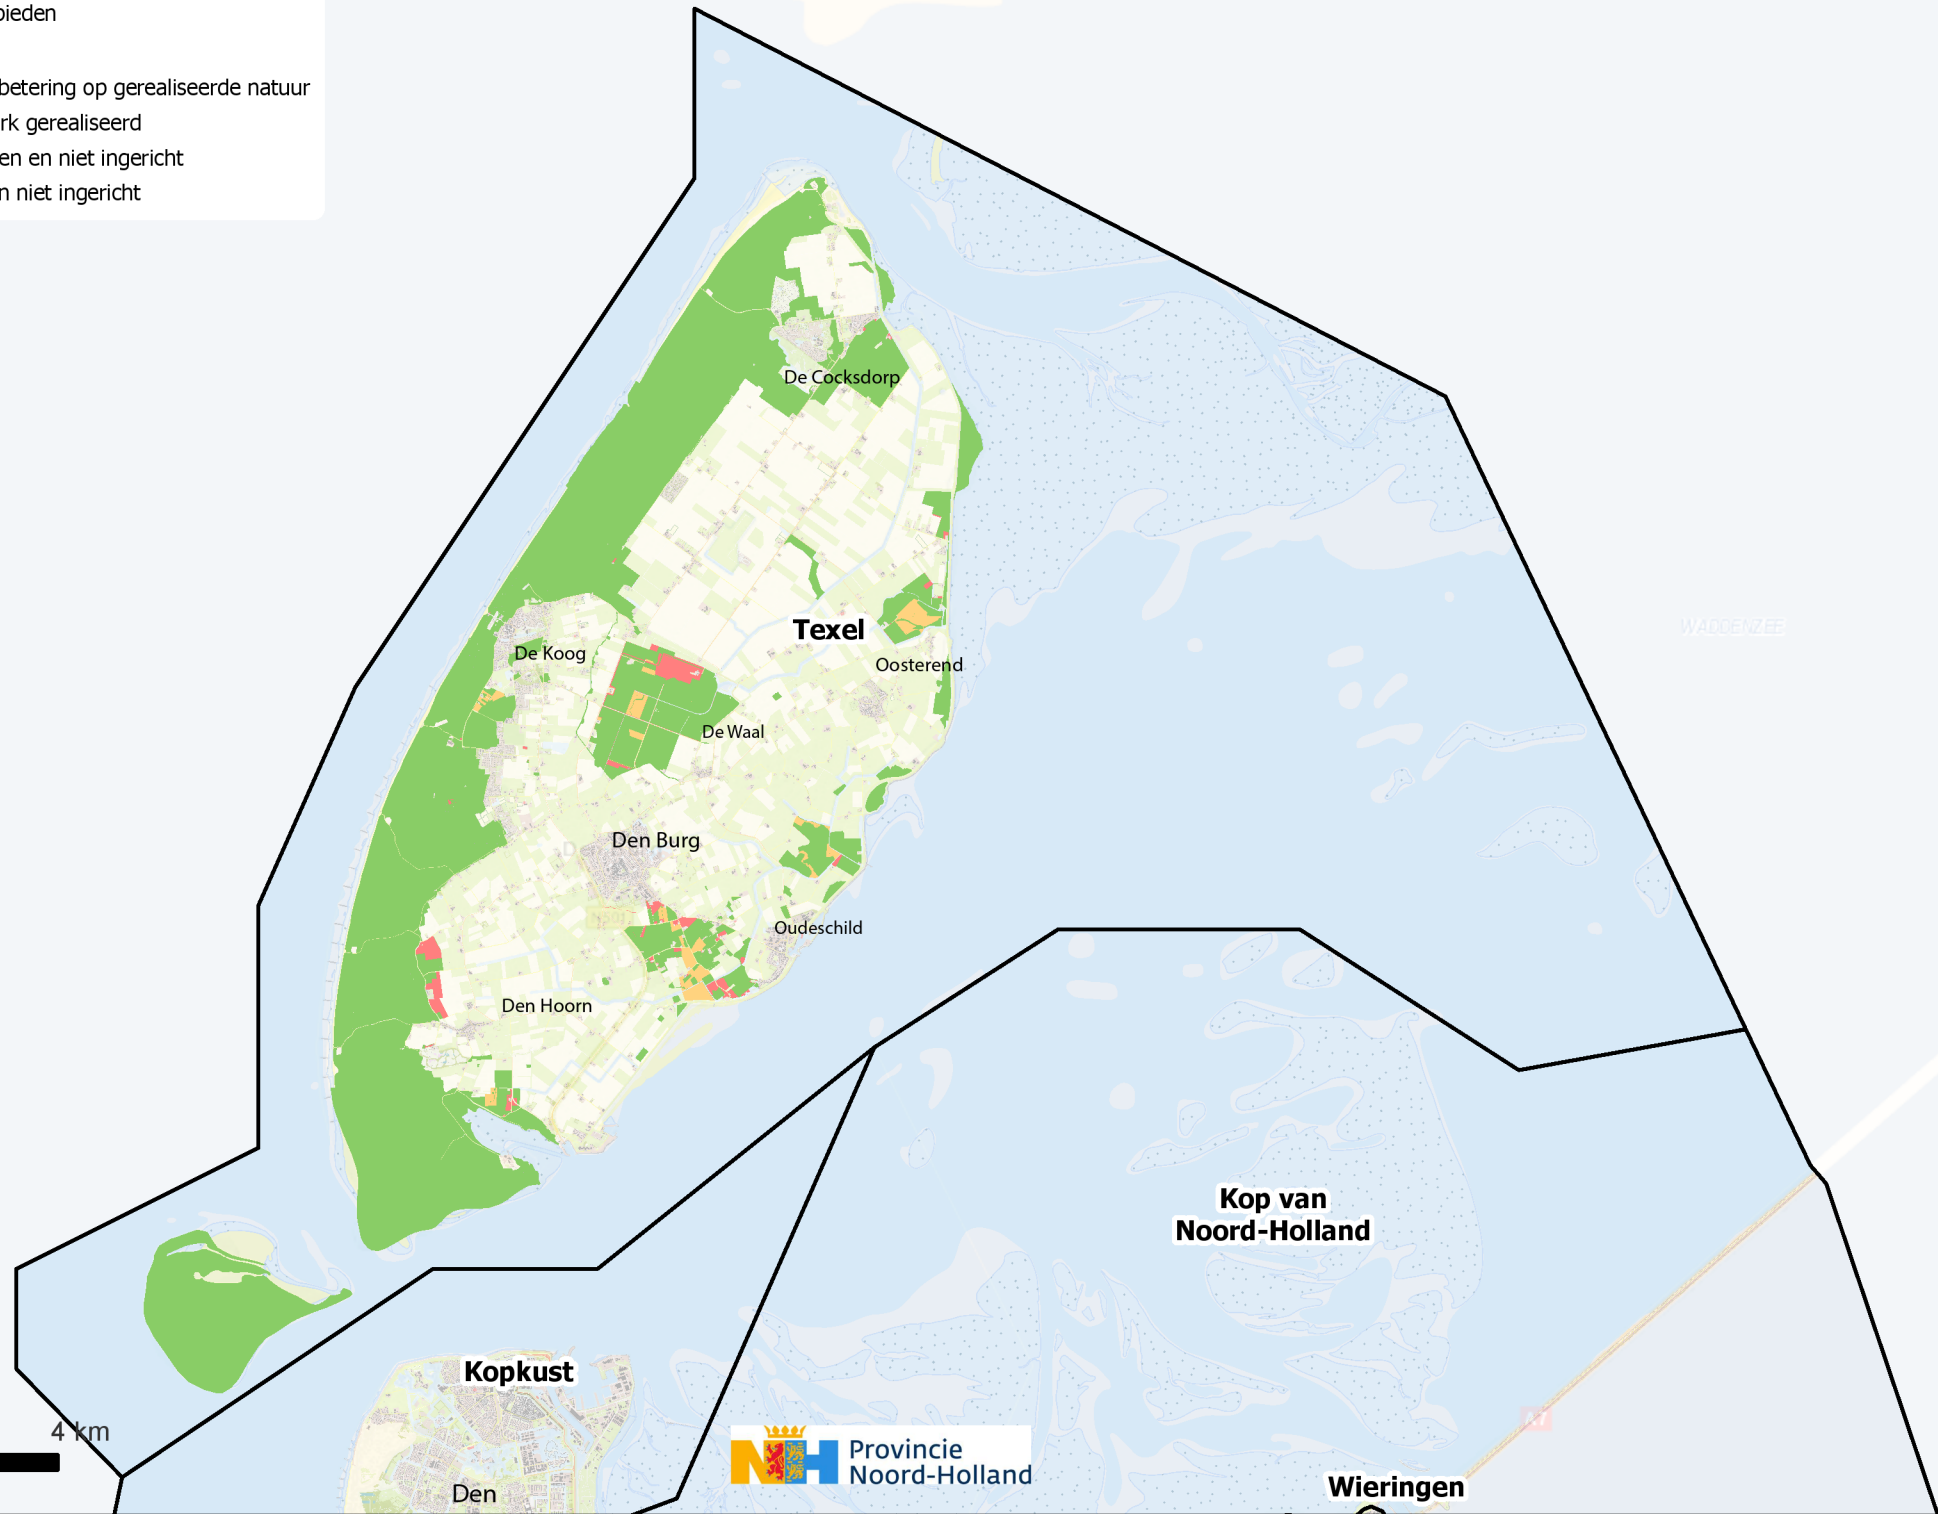 bieden
betering op gerealiseerde natuur
rk gerealiseerd
en en niet ingericht
n niet ingericht
De Cocksdorp
Texel
WADDENZEE
De Koog
Oosterend
De Waal
Den Burg
N501
Oudeschild
Den Hoorn
Kop van
Noord-Holland
Kopkust
A7
4 km
Provincie
Noord-Holland
Wieringen
Den